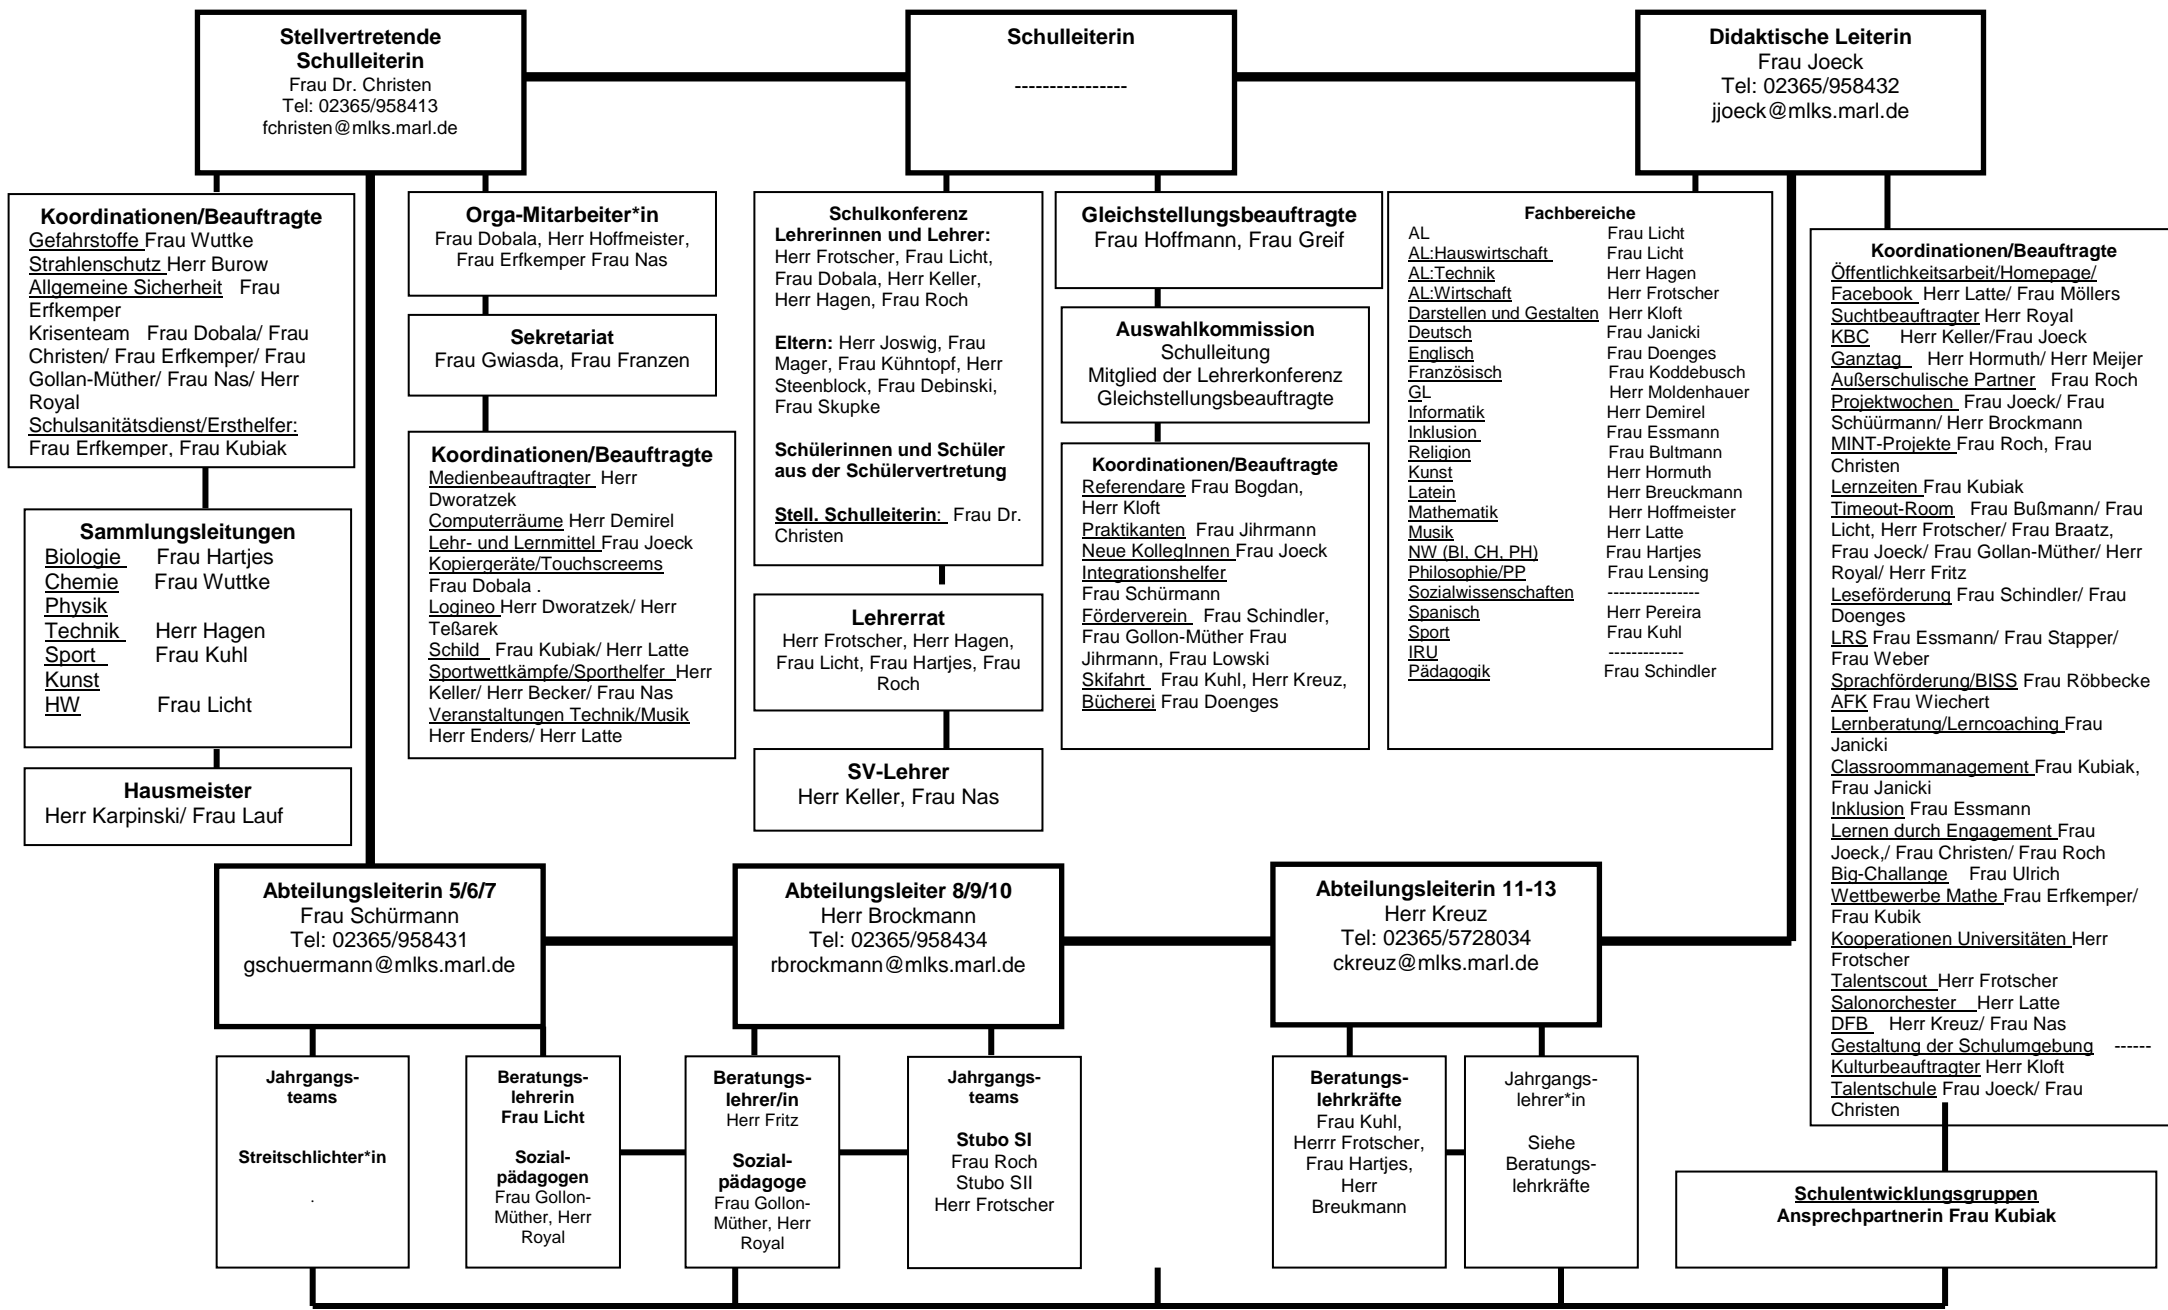 Stellvertretende
Schulleiterin
Frau Dr. Christen
Tel: 02365/958413
fchristen@mlks.marl.de
Schulleiterin
----------------
Didaktische Leiterin
Frau Joeck
Tel: 02365/958432
jjoeck@mlks.marl.de
Koordinationen/Beauftragte
Gefahrstoffe Frau Wuttke
Strahlenschutz Herr Burow
Allgemeine Sicherheit Frau
Erfkemper
Krisenteam Frau Dobala/ Frau
Christen/ Frau Erfkemper/ Frau
Gollan-Müther/ Frau Nas/ Herr
Royal
Schulsanitätsdienst/Ersthelfer:
Frau Erfkemper, Frau Kubiak
Sammlungsleitungen
Biologie Frau Hartjes
Chemie Frau Wuttke
Physik
Technik Herr Hagen
Sport Frau Kuhl
Kunst
HW Frau Licht
Hausmeister
Herr Karpinski/ Frau Lauf
Orga-Mitarbeiter*in
Frau Dobala, Herr Hoffmeister,
Frau Erfkemper Frau Nas
Sekretariat
Frau Gwiasda, Frau Franzen
Koordinationen/Beauftragte
Medienbeauftragter Herr
Dworatzek
Computerräume Herr Demirel
Lehr- und Lernmittel Frau Joeck
Kopiergeräte/Touchscreems
Frau Dobala .
Logineo Herr Dworatzek/ Herr
Teßarek
Schild Frau Kubiak/ Herr Latte
Sportwettkämpfe/Sporthelfer Herr
Keller/ Herr Becker/ Frau Nas
Veranstaltungen Technik/Musik
Herr Enders/ Herr Latte
Schulkonferenz
Lehrerinnen und Lehrer:
Herr Frotscher, Frau Licht,
Frau Dobala, Herr Keller,
Herr Hagen, Frau Roch
Eltern: Herr Joswig, Frau
Mager, Frau Kühntopf, Herr
Steenblock, Frau Debinski,
Frau Skupke
Schülerinnen und Schüler
aus der Schülervertretung
Stell. Schulleiterin: Frau Dr.
Christen
Lehrerrat
Herr Frotscher, Herr Hagen,
Frau Licht, Frau Hartjes, Frau
Roch
SV-Lehrer
Herr Keller, Frau Nas
Gleichstellungsbeauftragte
Frau Hoffmann, Frau Greif
Auswahlkommission
Schulleitung
Mitglied der Lehrerkonferenz
Gleichstellungsbeauftragte
Koordinationen/Beauftragte
Referendare Frau Bogdan,
Herr Kloft
Praktikanten Frau Jihrmann
Neue KollegInnen Frau Joeck
Integrationshelfer
Frau Schürmann
Förderverein Frau Schindler,
Frau Gollon-Müther Frau
Jihrmann, Frau Lowski
Skifahrt Frau Kuhl, Herr Kreuz,
Bücherei Frau Doenges
Fachbereiche
AL Frau Licht
AL:Hauswirtschaft Frau Licht
AL:Technik Herr Hagen
AL:Wirtschaft Herr Frotscher
Darstellen und Gestalten Herr Kloft
Deutsch Frau Janicki
Englisch Frau Doenges
Französisch Frau Koddebusch
GL Herr Moldenhauer
Informatik Herr Demirel
Inklusion Frau Essmann
Religion Frau Bultmann
Kunst Herr Hormuth
Latein Herr Breuckmann
Mathematik Herr Hoffmeister
Musik Herr Latte
NW (BI, CH, PH) Frau Hartjes
Philosophie/PP Frau Lensing
Sozialwissenschaften ----------------
Spanisch Herr Pereira
Sport Frau Kuhl
IRU -------------
Pädagogik Frau Schindler
Koordinationen/Beauftragte
Öffentlichkeitsarbeit/Homepage/
Facebook Herr Latte/ Frau Möllers
Suchtbeauftragter Herr Royal
KBC Herr Keller/Frau Joeck
Ganztag Herr Hormuth/ Herr Meijer
Außerschulische Partner Frau Roch
Projektwochen Frau Joeck/ Frau
Schüürmann/ Herr Brockmann
MINT-Projekte Frau Roch, Frau
Christen
Lernzeiten Frau Kubiak
Timeout-Room Frau Bußmann/ Frau
Licht, Herr Frotscher/ Frau Braatz,
Frau Joeck/ Frau Gollan-Müther/ Herr
Royal/ Herr Fritz
Leseförderung Frau Schindler/ Frau
Doenges
LRS Frau Essmann/ Frau Stapper/
Frau Weber
Sprachförderung/BISS Frau Röbbecke
AFK Frau Wiechert
Lernberatung/Lerncoaching Frau
Janicki
Classroommanagement Frau Kubiak,
Frau Janicki
Inklusion Frau Essmann
Lernen durch Engagement Frau
Joeck,/ Frau Christen/ Frau Roch
Big-Challange Frau Ulrich
Wettbewerbe Mathe Frau Erfkemper/
Frau Kubik
Kooperationen Universitäten Herr
Frotscher
Talentscout Herr Frotscher
Salonorchester Herr Latte
DFB Herr Kreuz/ Frau Nas
Gestaltung der Schulumgebung ------
Kulturbeauftragter Herr Kloft
Talentschule Frau Joeck/ Frau
Christen
Abteilungsleiterin 5/6/7
Frau Schürmann
Tel: 02365/958431
gschuermann@mlks.marl.de
Abteilungsleiter 8/9/10
Herr Brockmann
Tel: 02365/958434
rbrockmann@mlks.marl.de
Abteilungsleiterin 11-13
Herr Kreuz
Tel: 02365/5728034
ckreuz@mlks.marl.de
Jahrgangs-
teams
Streitschlichter*in
.
Beratungs-
lehrerin
Frau Licht
Sozial-
pädagogen
Frau Gollon-
Müther, Herr
Royal
Beratungs-
lehrer/in
Herr Fritz
Sozial-
pädagoge
Frau Gollon-
Müther, Herr
Royal
Jahrgangs-
teams
Stubo SI
Frau Roch
Stubo SII
Herr Frotscher
Beratungs-
lehrkräfte
Frau Kuhl,
Herrr Frotscher,
Frau Hartjes,
Herr
Breukmann
Jahrgangs-
lehrer*in
Siehe
Beratungs-
lehrkräfte
Schulentwicklungsgruppen
Ansprechpartnerin Frau Kubiak